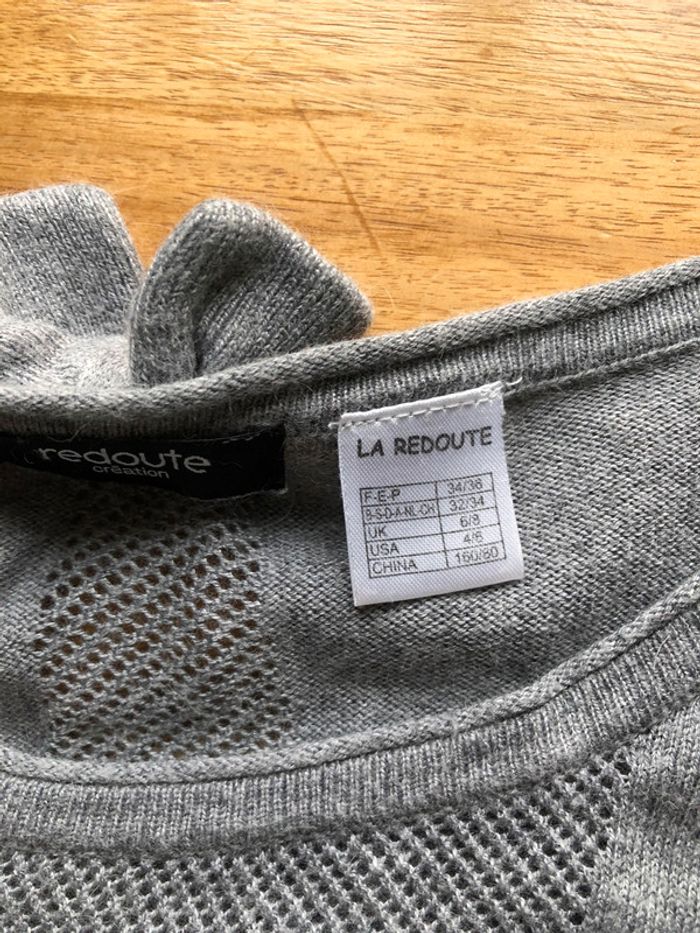 redoute
création
LA REDOUTE
F-E-P 34/36
B-S-D-A-NL-CH 32/34
UK 6/8
USA 4/6
CHINA 160/80